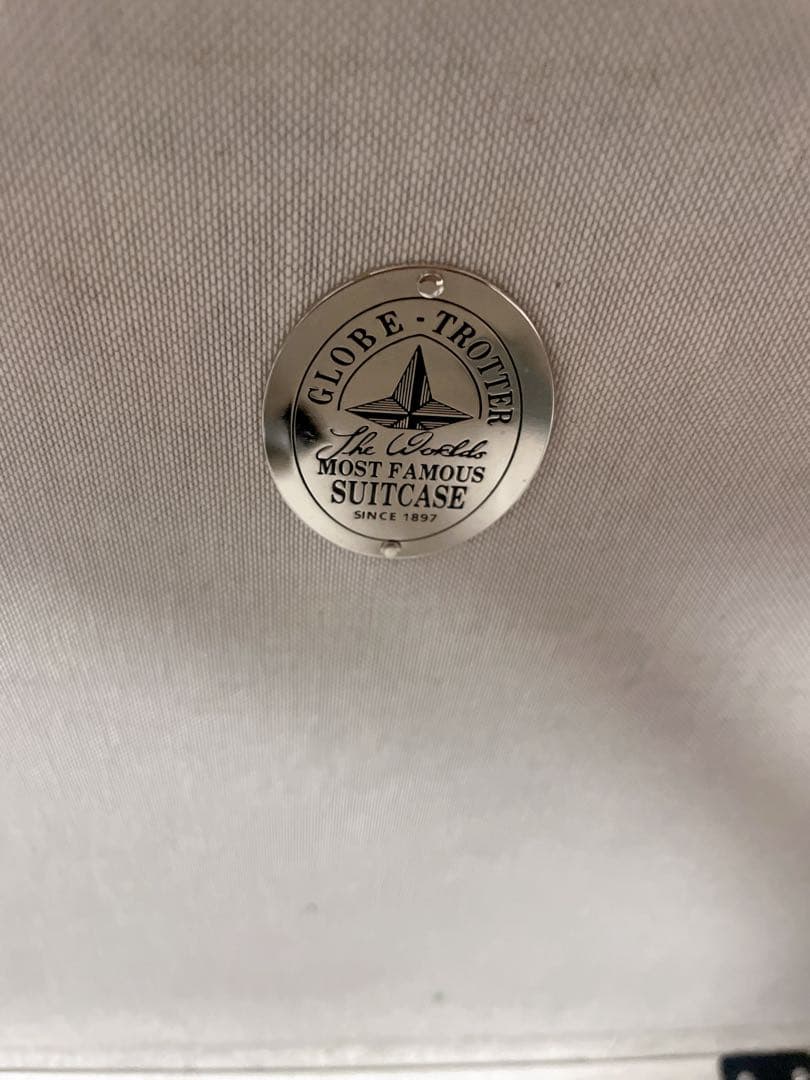 GLOBE - TROTTER
The Worlds
MOST FAMOUS
SUITCASE
SINCE 1897